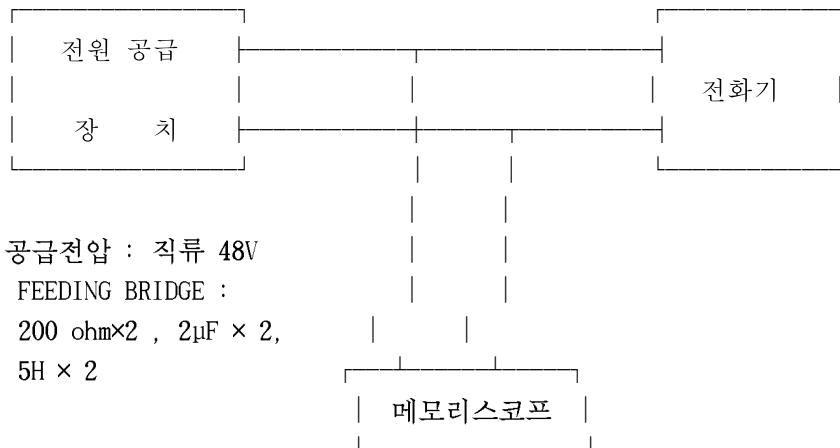 전원 공급
전화기
장 치
공급전압 : 직류 48V
FEEDING BRIDGE :
200 ohm×2 , 2μF × 2,
5H × 2
메모리스코프